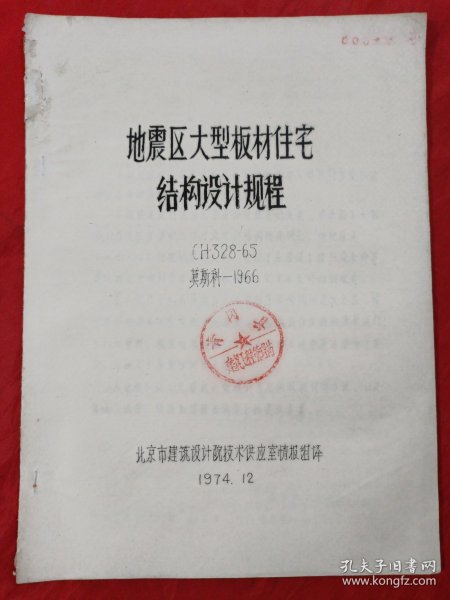 地震区大型板材住宅
结构设计规程
CH328-65
莫斯科—1966
北京市建筑设计院技术供应室情报组译
1974.12
孔夫子旧书网
www.kongfz.com